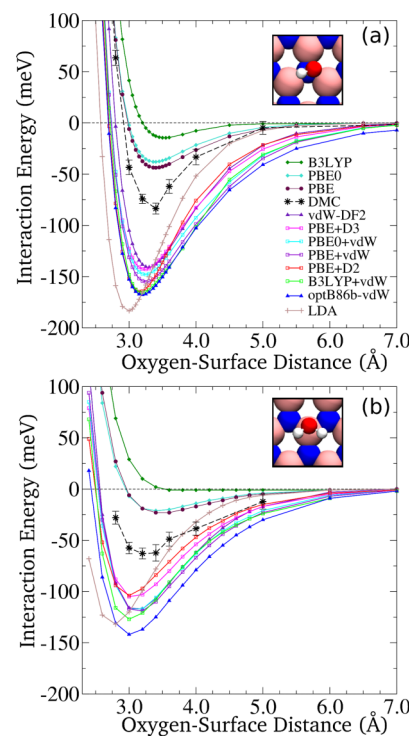 (a)
100
50
0
-50
-100
-150
-200
Interaction Energy (meV)
B3LYP
PBE0
PBE
DMC
vdW-DF2
PBE+D3
PBE0+vdW
PBE+vdW
PBE+D2
B3LYP+vdW
optB86b-vdW
LDA
3.0 4.0 5.0 6.0 7.0
Oxygen-Surface Distance (Å)
(b)
100
50
0
-50
-100
-150
-200
Interaction Energy (meV)
3.0 4.0 5.0 6.0 7.0
Oxygen-Surface Distance (Å)